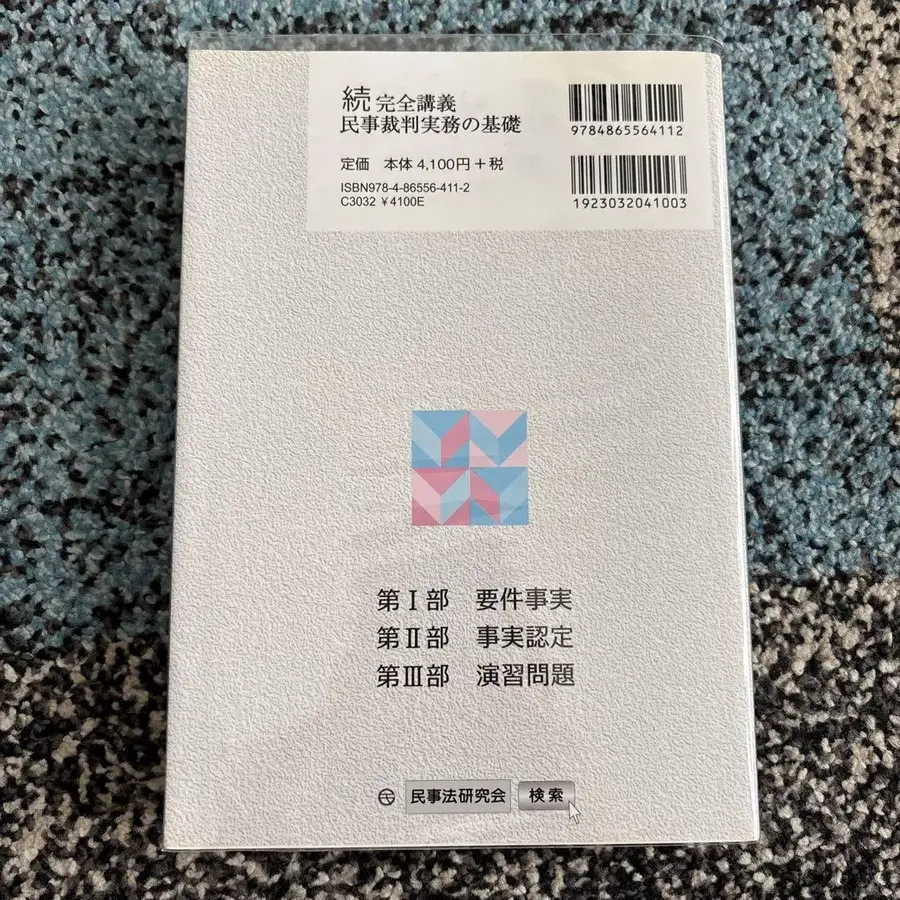 続 完全講義
民事裁判実務の基礎
定価 本体 4,100円+税
ISBN978-4-86556-411-2
C3032 ¥4100E
9784865564112
1923032041003
第Ⅰ部 要件事実
第Ⅱ部 事実認定
第Ⅲ部 演習問題
民事法研究会 検索